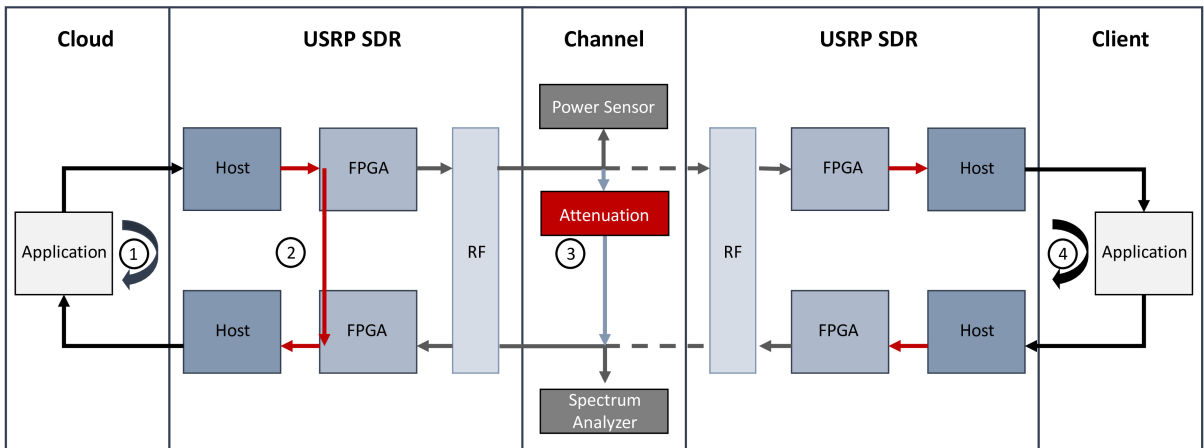 Cloud
USRP SDR
Channel
USRP SDR
Client
Power Sensor
Host
FPGA
FPGA
Host
Attenuation
Application
1
2
RF
3
RF
4
Application
Host
FPGA
FPGA
Host
Spectrum
Analyzer